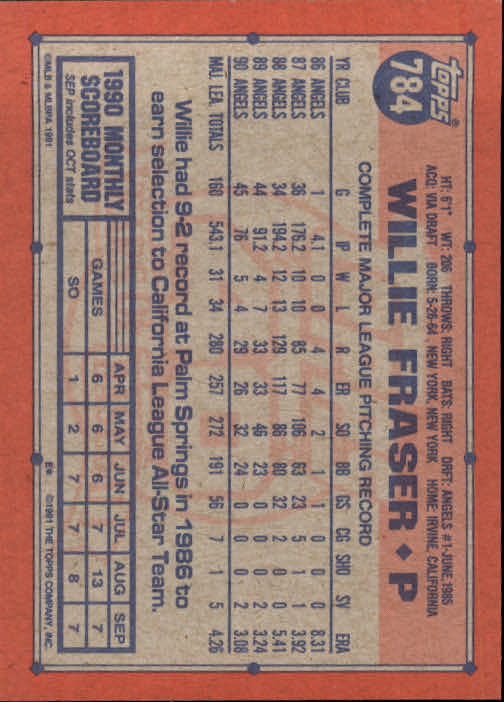 Topps®
784
HT: 6'1" WT: 206 THROWS: RIGHT BATS: RIGHT DRFT: ANGELS #1-JUNE, 1985
ACQ: VIA DRAFT BORN: 5-26-64, NEW YORK, NEW YORK HOME: IRVINE, CALIFORNIA
WILLIE FRASER ◆ P
COMPLETE MAJOR LEAGUE PITCHING RECORD
YR CLUB G IP W L R ER SO BB GS CG SHO SV ERA
86 ANGELS 1 4.1 0 0 4 4 2 1 1 0 0 0 8.31
87 ANGELS 36 176.2 10 10 85 77 106 63 23 5 1 1 3.92
88 ANGELS 34 194.2 12 13 129 117 86 80 32 2 0 0 5.41
89 ANGELS 44 91.2 4 7 33 33 46 23 0 0 0 2 3.24
90 ANGELS 45 76 5 4 29 26 32 24 0 0 0 2 3.08
MAJ. LEA. TOTALS 160 543.1 31 34 280 257 272 191 56 7 1 5 4.26
Willie had 9-2 record at Palm Springs in 1986 to
earn selection to California League All-Star Team.
1990 MONTHLY
SCOREBOARD
SEP includes OCT stats
APR MAY JUN JUL AUG SEP
GAMES 6 6 6 7 13 7
SO 1 2 7 7 8 7
©MLB & MLBPA 1991
E* ©1991 THE TOPPS COMPANY, INC.